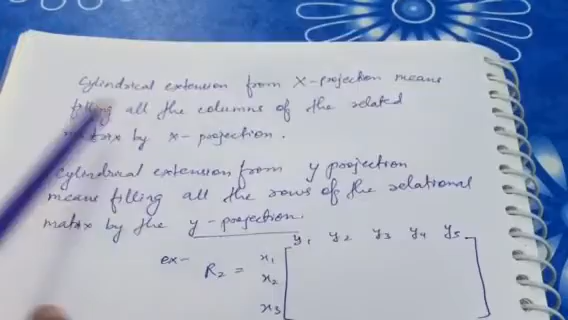 Cylindrical extension from X-projection means
filling all the columns of the related
matrix by x-projection.
Cylindrical extension from y projection
means filling all the rows of the relational
matrix by the y-projection.
y1 y2 y3 y4 y5
ex- R2 = x1
x2
x3